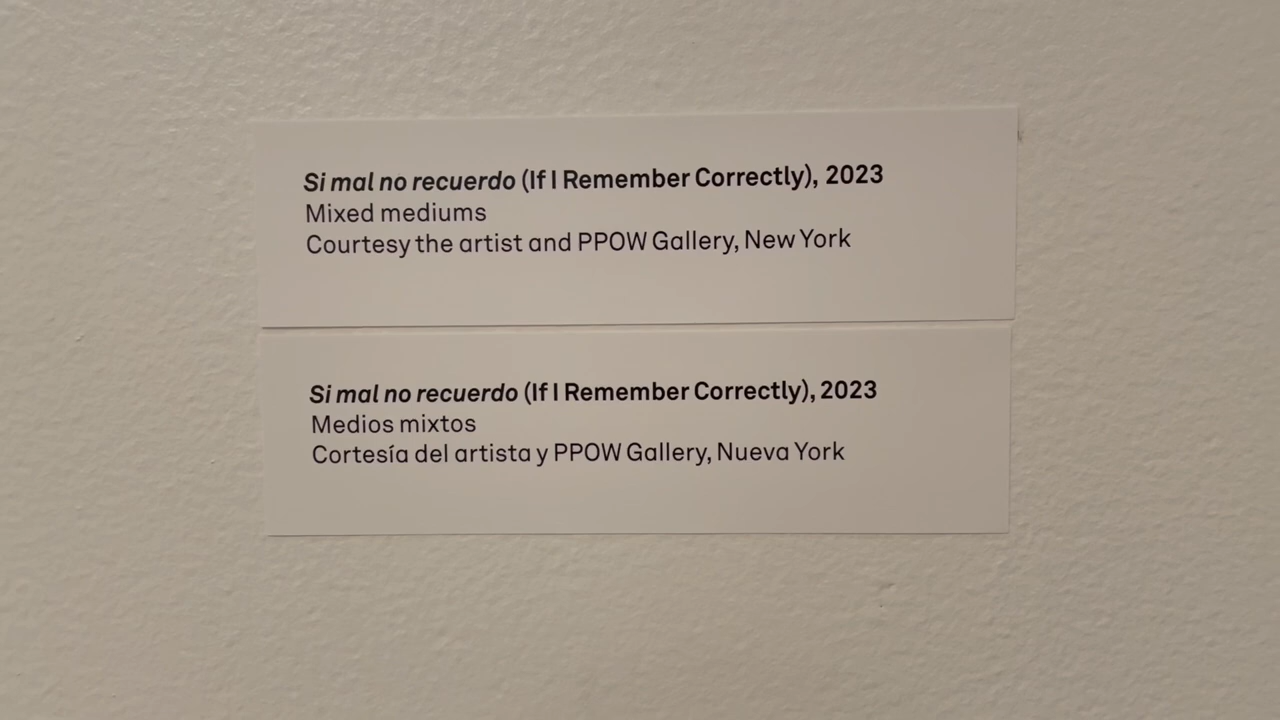 Si mal no recuerdo (If I Remember Correctly), 2023
Mixed mediums
Courtesy the artist and PPOW Gallery, New York
Si mal no recuerdo (If I Remember Correctly), 2023
Medios mixtos
Cortesía del artista y PPOW Gallery, Nueva York